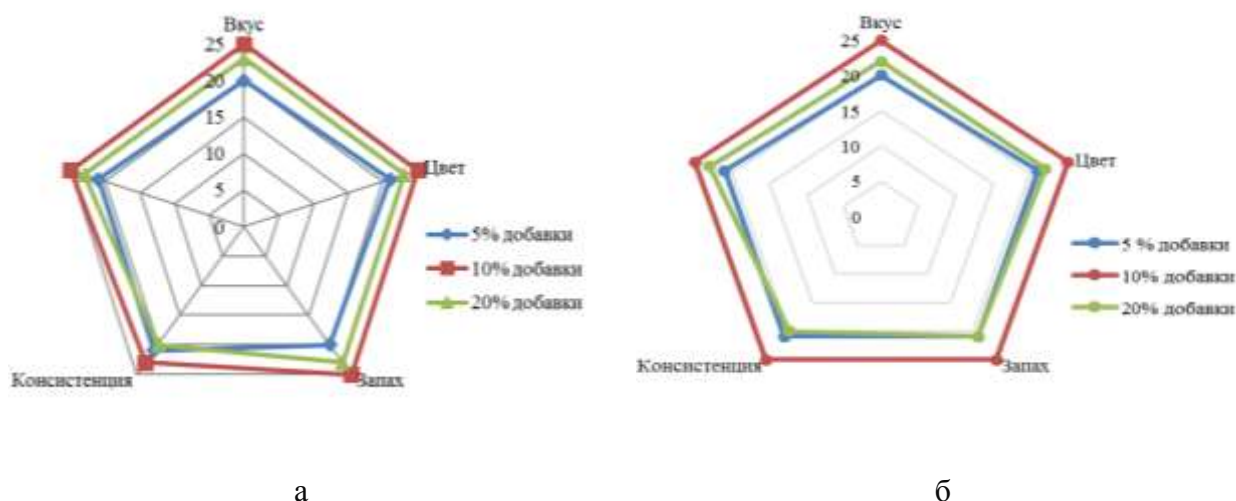 Вкус
25
20
15
10
5
0
Цвет
Запах
Консистенция
5% добавки
10% добавки
20% добавки
Вкус
25
20
15
10
5
0
Цвет
Запах
Консистенция
5 % добавки
10% добавки
20% добавки
а
б